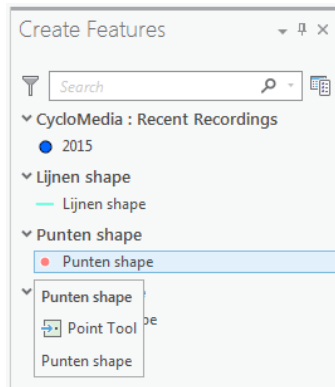 Create Features
Search
CycloMedia : Recent Recordings
2015
Lijnen shape
Lijnen shape
Punten shape
Punten shape
Punten shape
Point Tool
Punten shape